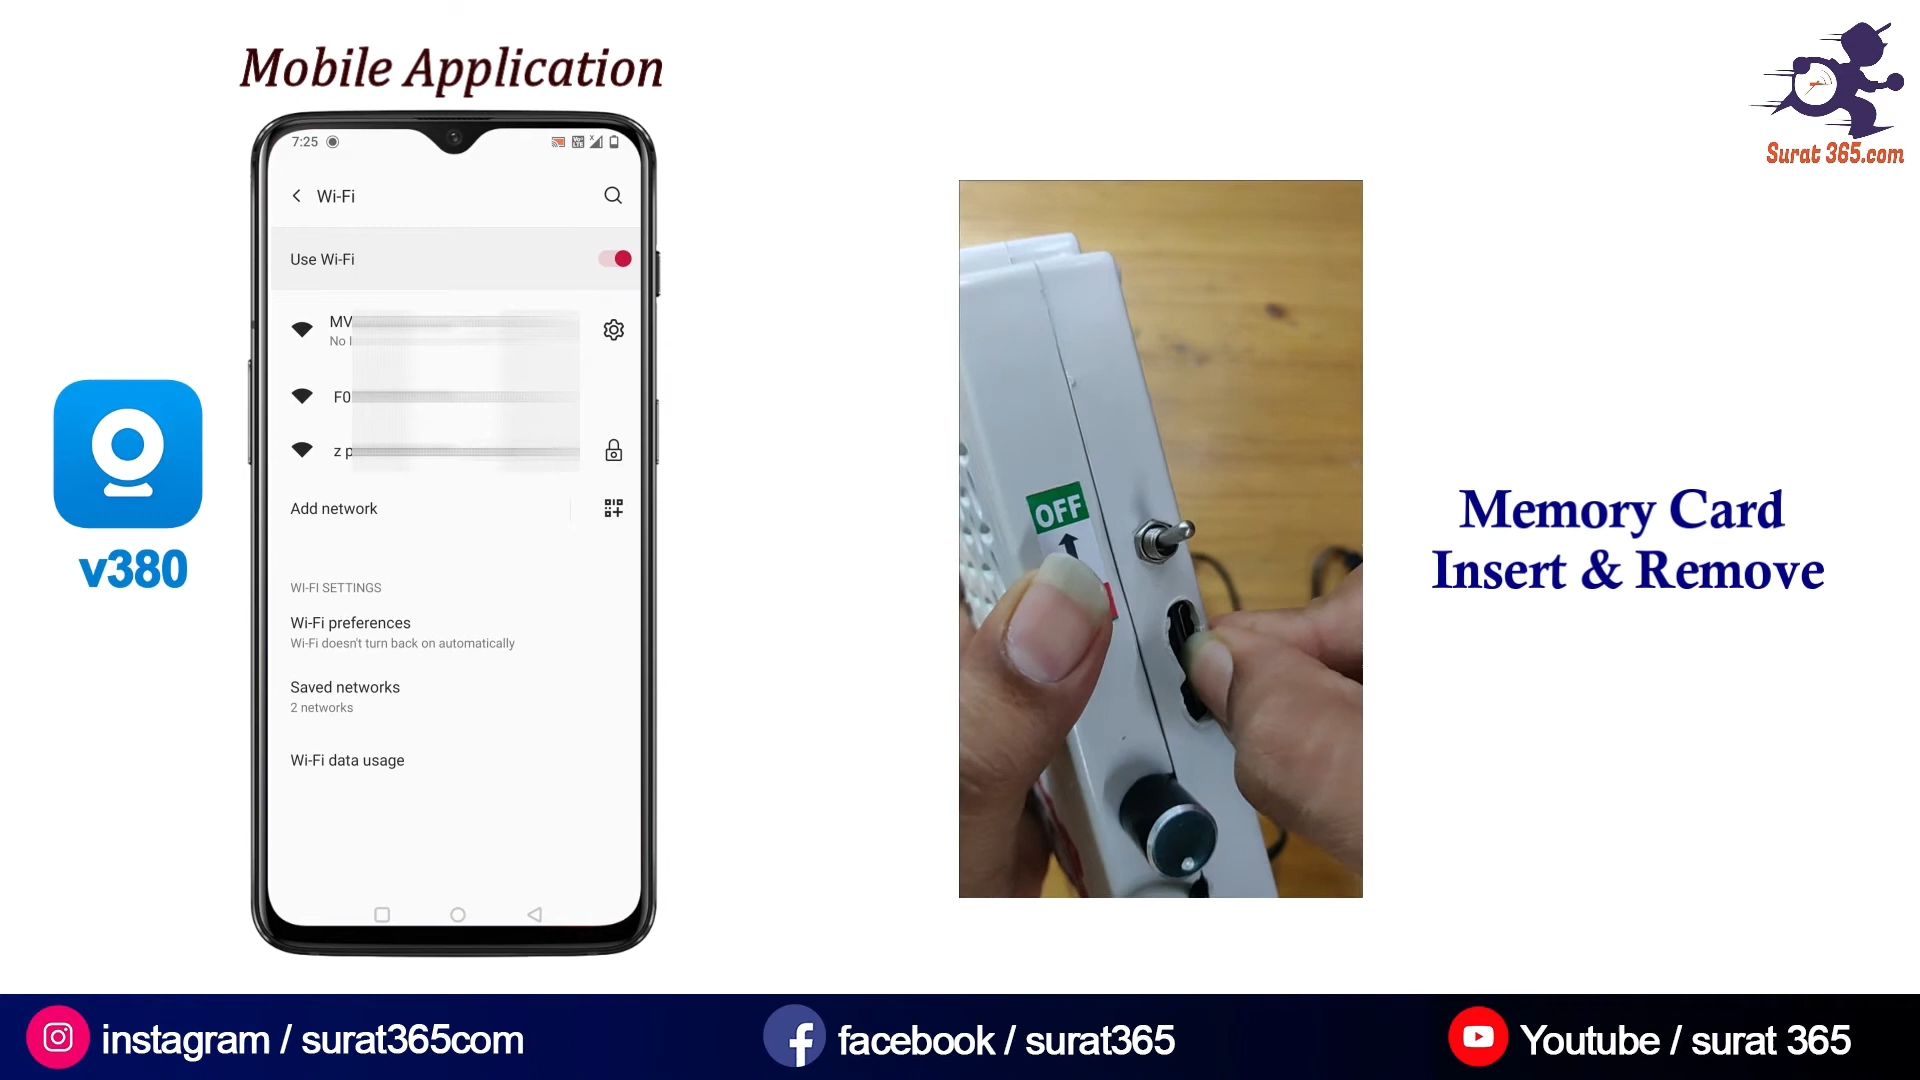 Mobile Application
Surat 365.com
7:25
Wi-Fi
Use Wi-Fi
MV
No
F0
z p
Add network
WI-FI SETTINGS
Wi-Fi preferences
Wi-Fi doesn't turn back on automatically
Saved networks
2 networks
Wi-Fi data usage
v380
OFF
Memory Card
Insert & Remove
instagram / surat365com
facebook / surat365
Youtube / surat 365